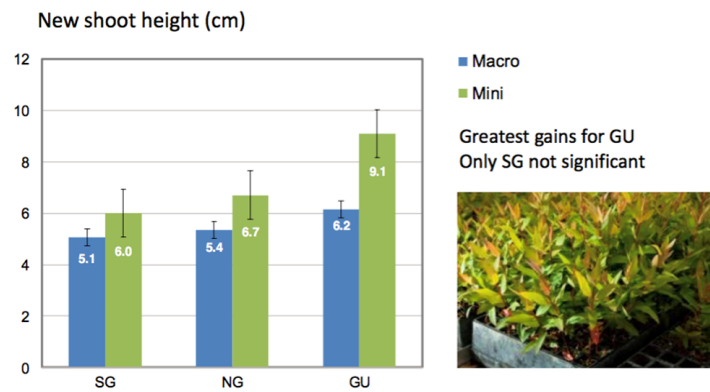 New shoot height (cm)
12
10
8
6
4
2
0
5.1
6.0
5.4
6.7
6.2
9.1
SG
NG
GU
Macro
Mini
Greatest gains for GU
Only SG not significant